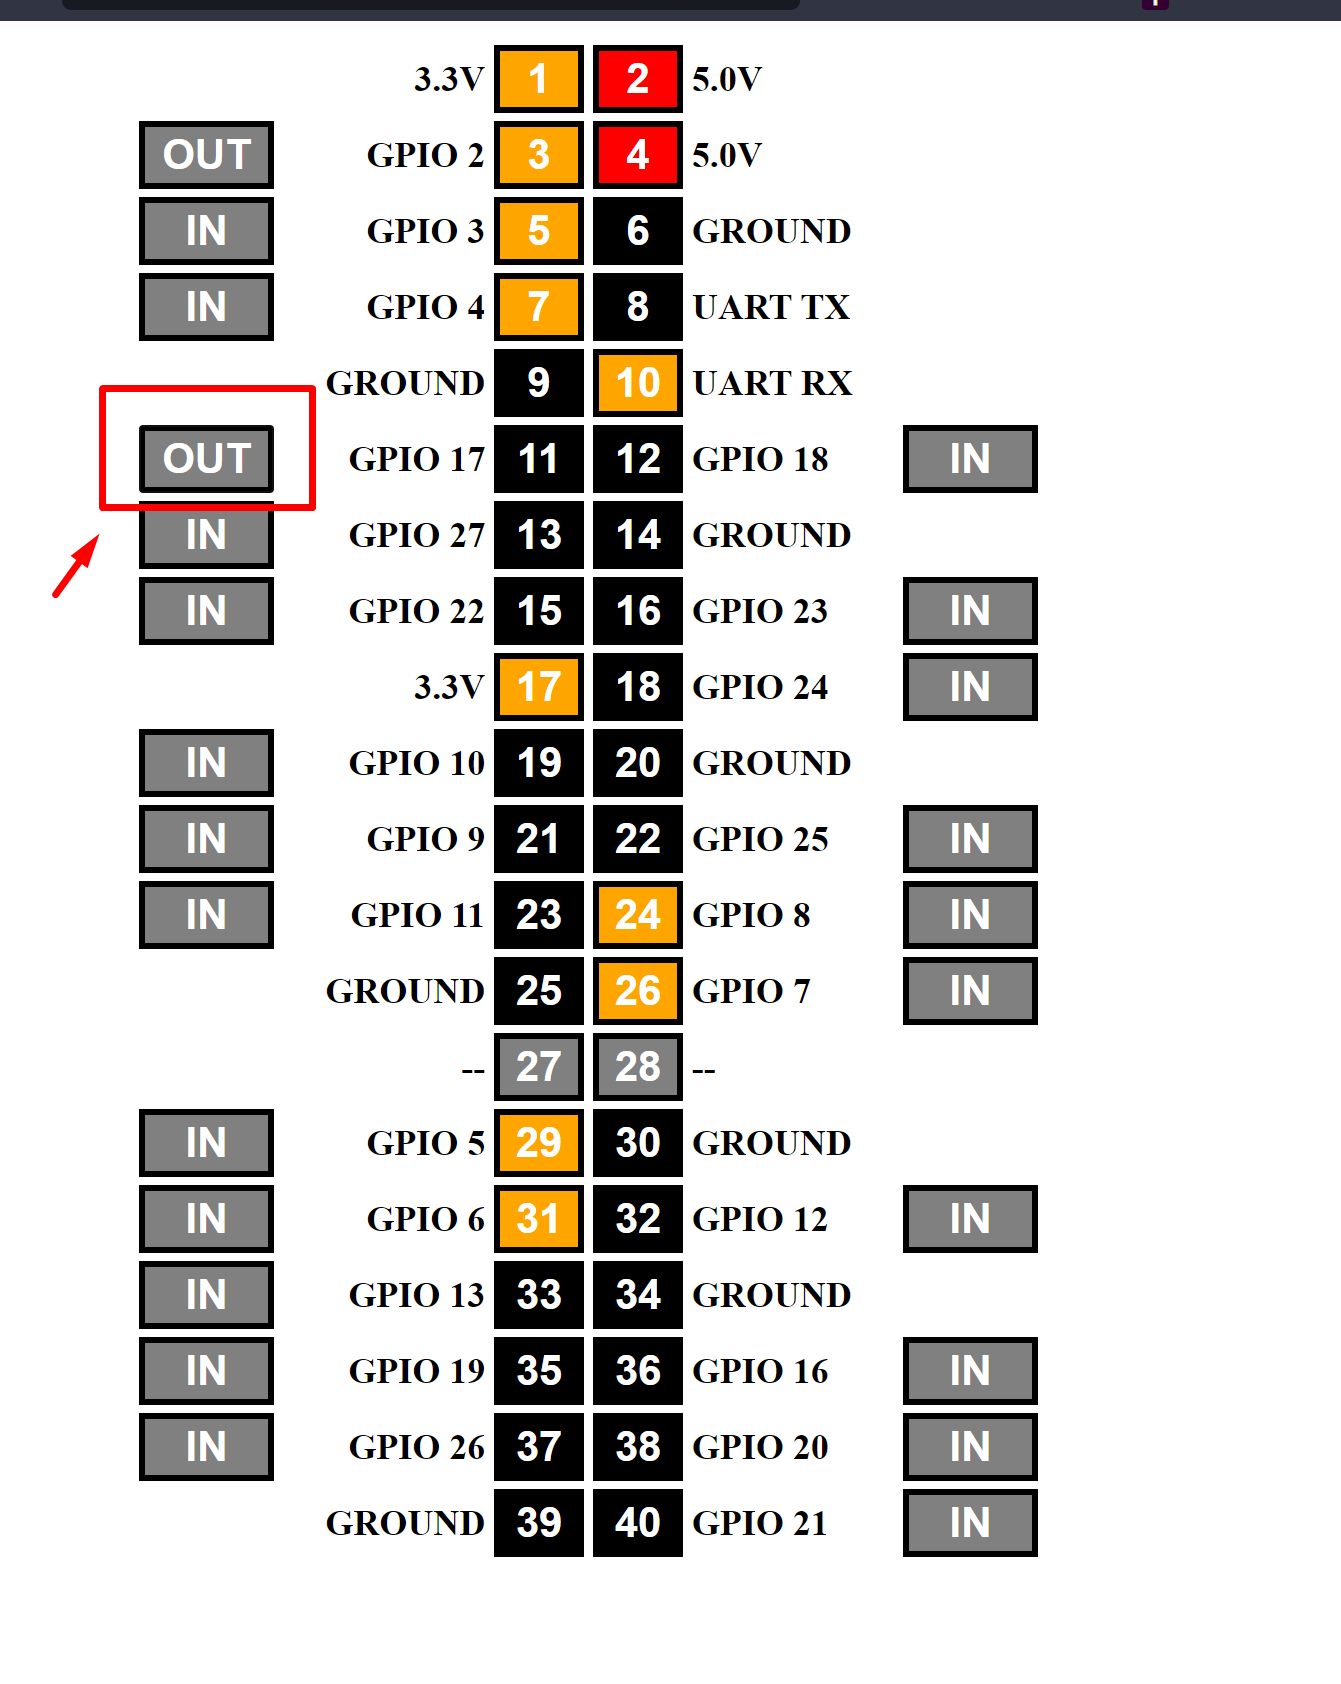 3.3V 1 2 5.0V
OUT GPIO 2 3 4 5.0V
IN GPIO 3 5 6 GROUND
IN GPIO 4 7 8 UART TX
GROUND 9 10 UART RX
OUT GPIO 17 11 12 GPIO 18 IN
IN GPIO 27 13 14 GROUND
IN GPIO 22 15 16 GPIO 23 IN
3.3V 17 18 GPIO 24 IN
IN GPIO 10 19 20 GROUND
IN GPIO 9 21 22 GPIO 25 IN
IN GPIO 11 23 24 GPIO 8 IN
GROUND 25 26 GPIO 7 IN
-- 27 28 --
IN GPIO 5 29 30 GROUND
IN GPIO 6 31 32 GPIO 12 IN
IN GPIO 13 33 34 GROUND
IN GPIO 19 35 36 GPIO 16 IN
IN GPIO 26 37 38 GPIO 20 IN
GROUND 39 40 GPIO 21 IN